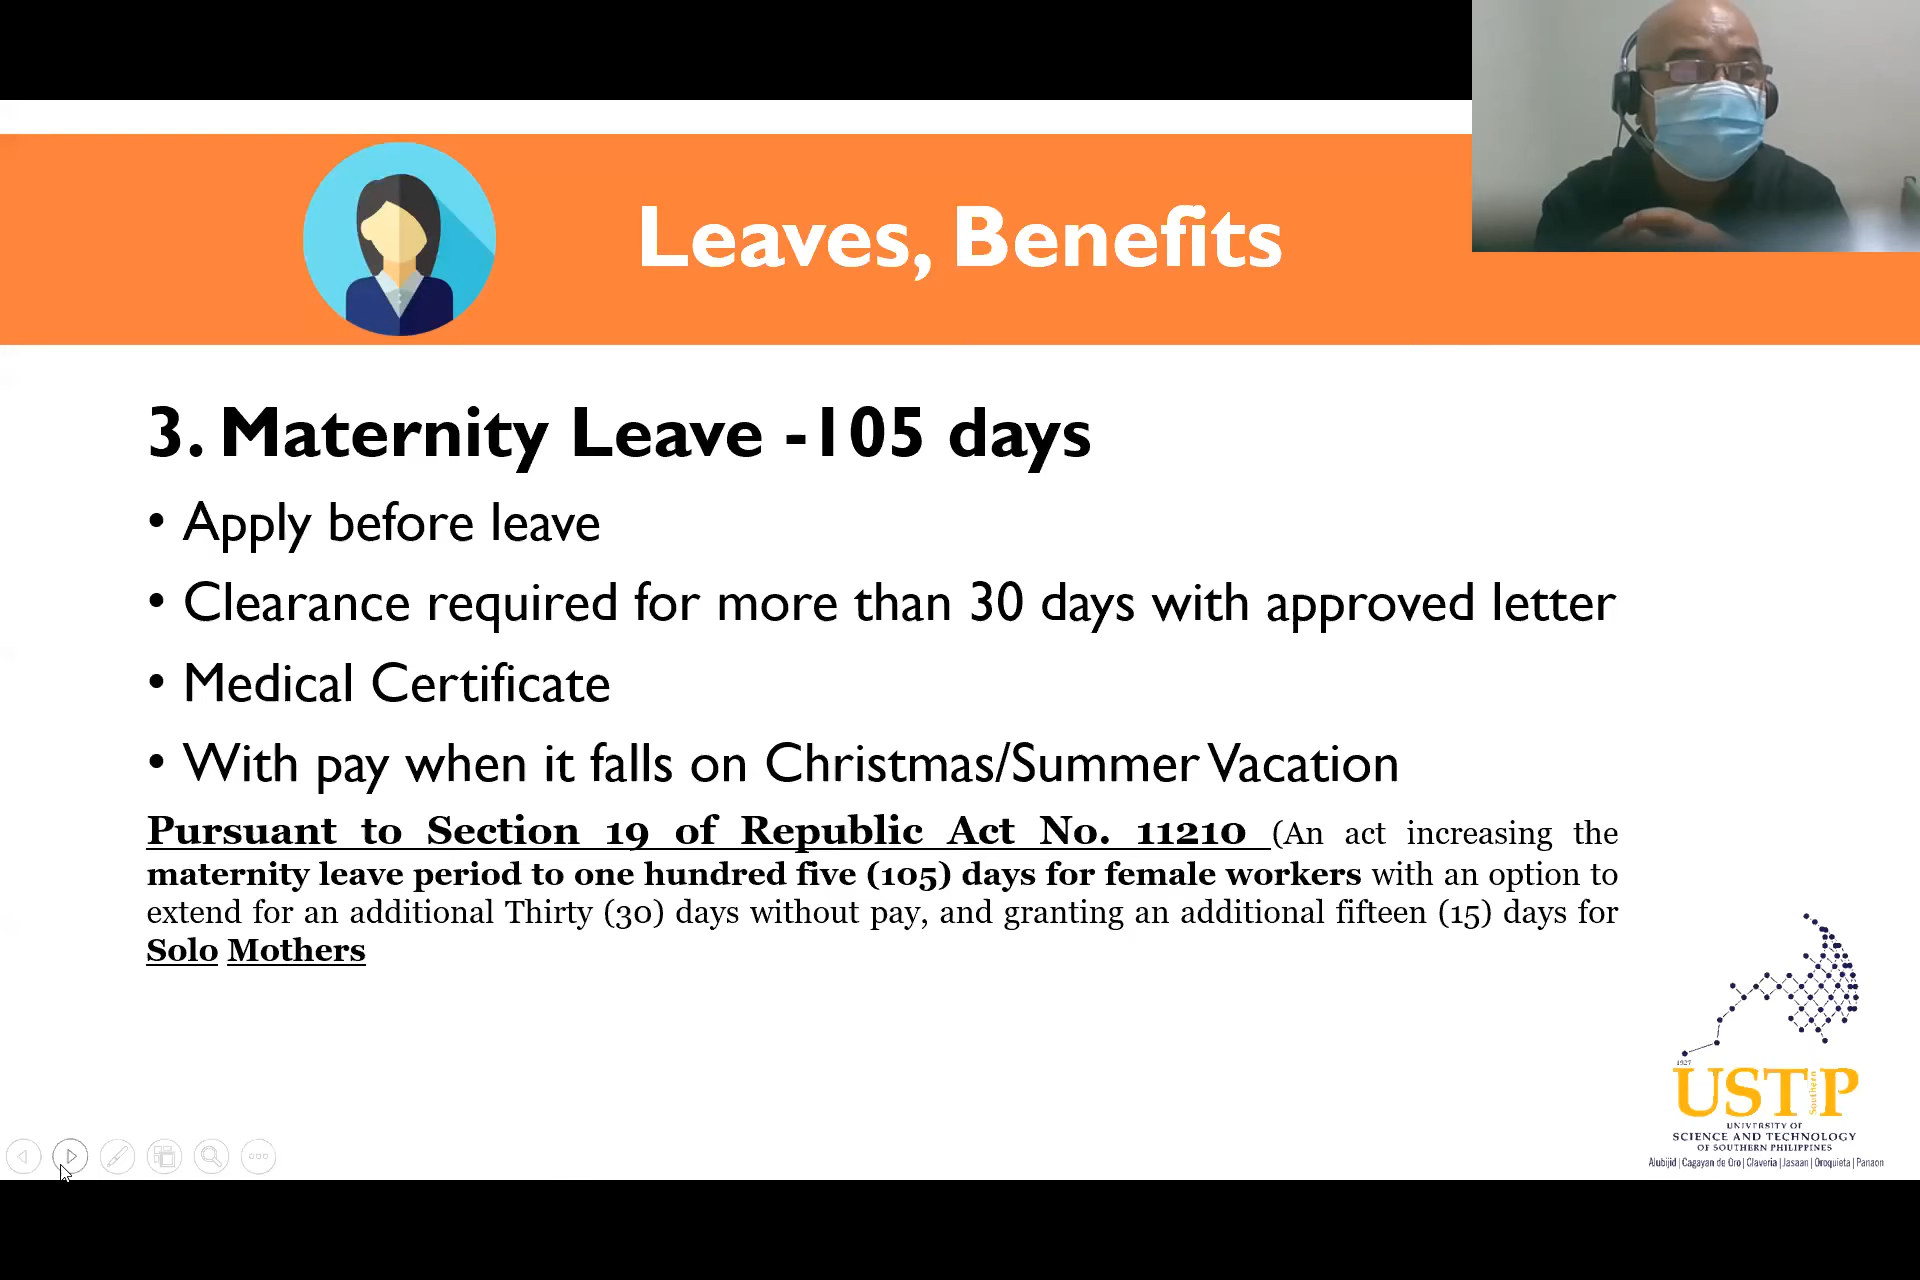 Leaves, Benefits
3. Maternity Leave -105 days
• Apply before leave
• Clearance required for more than 30 days with approved letter
• Medical Certificate
• With pay when it falls on Christmas/Summer Vacation
Pursuant to Section 19 of Republic Act No. 11210 (An act increasing the
maternity leave period to one hundred five (105) days for female workers with an option to
extend for an additional Thirty (30) days without pay, and granting an additional fifteen (15) days for
Solo Mothers
1927
USTP
Southern
UNIVERSITY OF
SCIENCE AND TECHNOLOGY
OF SOUTHERN PHILIPPINES
Alubijid | Cagayan de Oro | Claveria | Jasaan | Oroquieta | Panaon